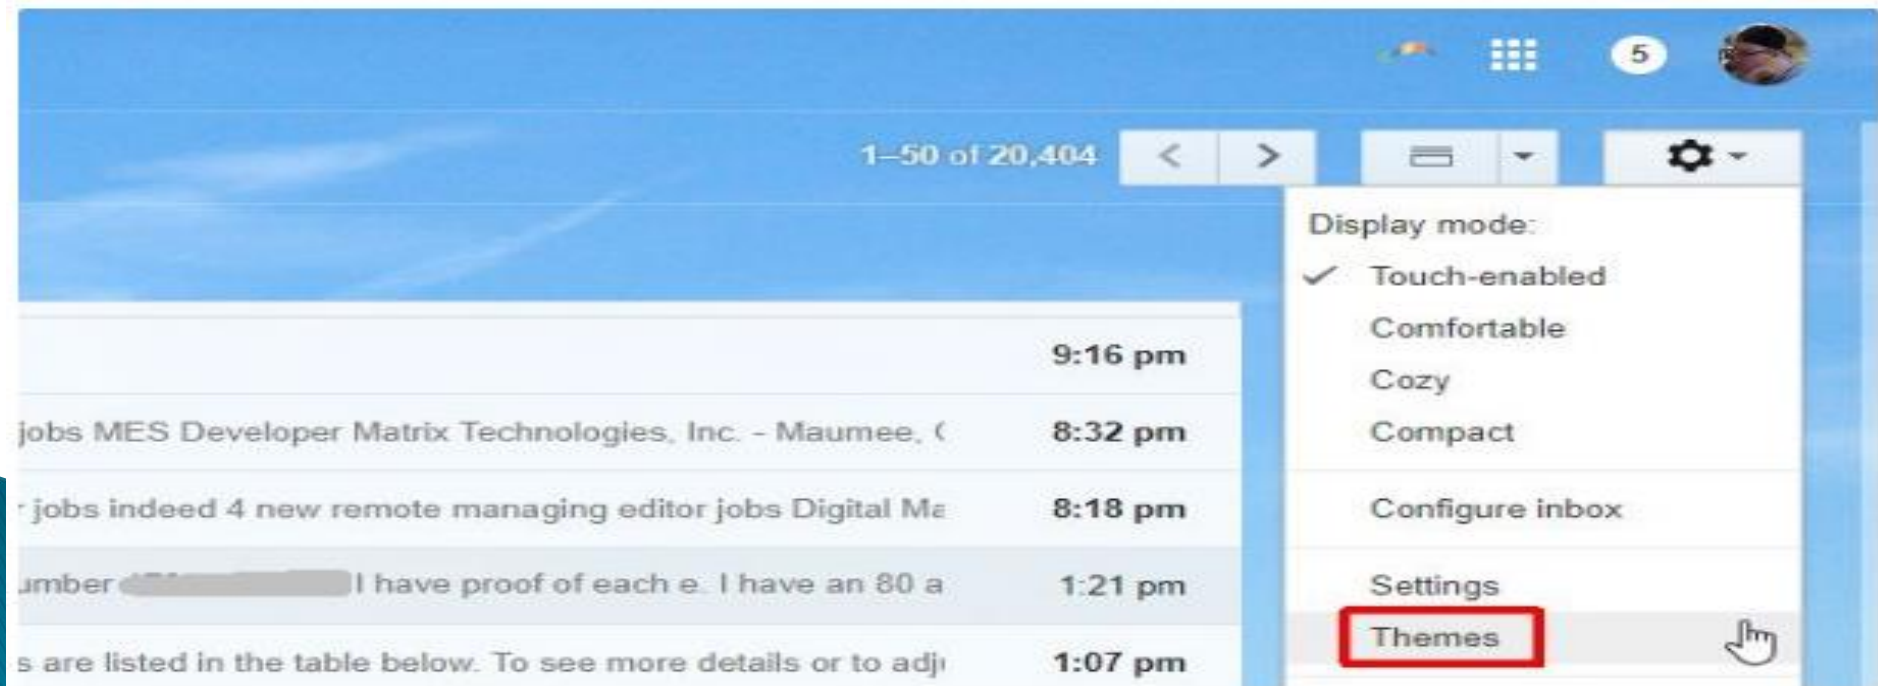 5
1–50 of 20,404
Display mode:
Touch-enabled
Comfortable
Cozy
Compact
Configure inbox
Settings
Themes
9:16 pm
jobs MES Developer Matrix Technologies, Inc. - Maumee, 8:32 pm
jobs indeed 4 new remote managing editor jobs Digital 8:18 pm
I have proof of each e. I have an 80 a 1:21 pm
s are listed in the table below. To see more details or to 1:07 pm